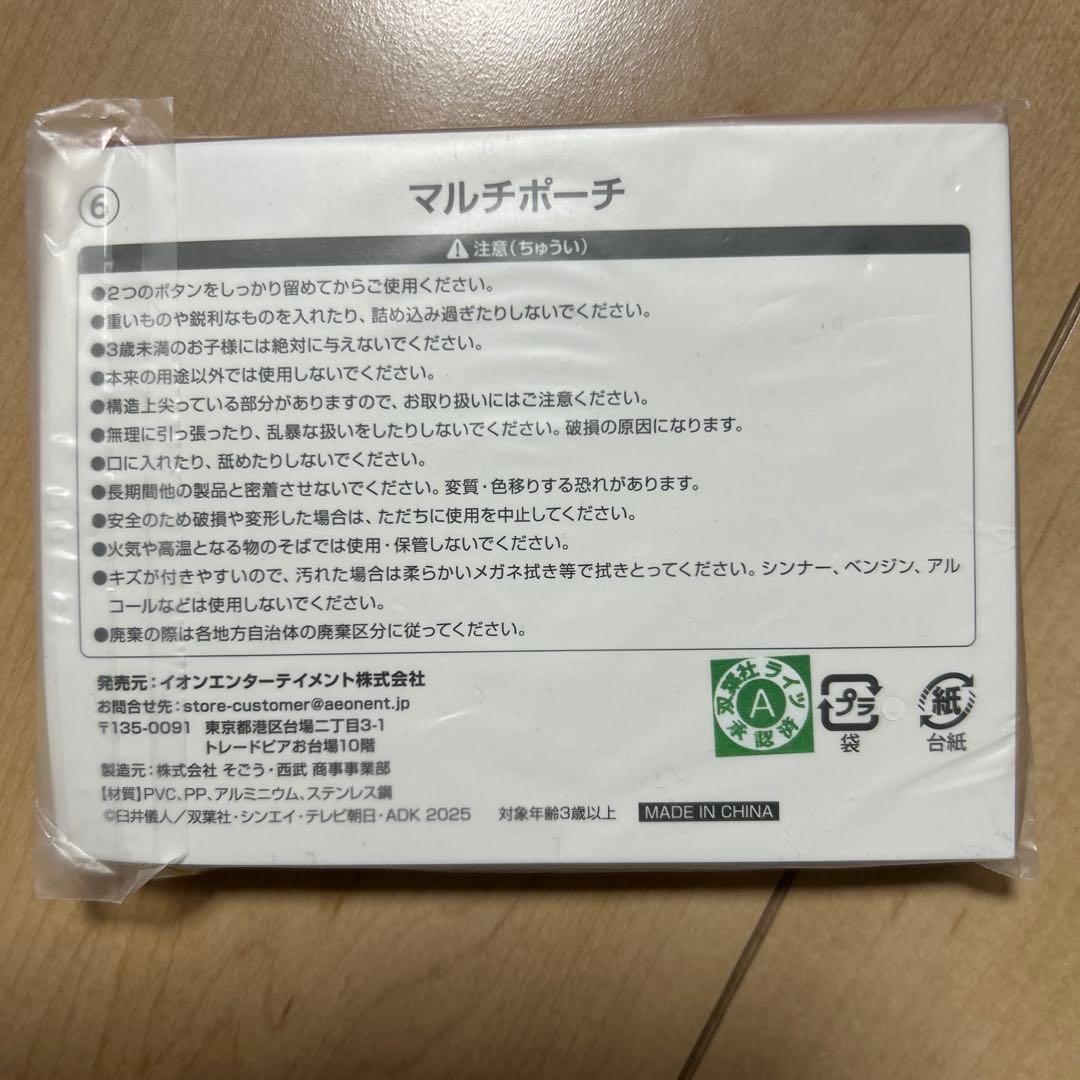 ⑥
マルチポーチ
⚠注意(ちゅうい)
●2つのボタンをしっかり留めてからご使用ください。
●重いものや鋭利なものを入れたり、詰め込み過ぎたりしないでください。
●3歳未満のお子様には絶対に与えないでください。
●本来の用途以外では使用しないでください。
●構造上尖っている部分がありますので、お取り扱いにはご注意ください。
●無理に引っ張ったり、乱暴な扱いをしたりしないでください。破損の原因になります。
●口に入れたり、舐めたりしないでください。
●長期間他の製品と密着させないでください。変質・色移りする恐れがあります。
●安全のため破損や変形した場合は、ただちに使用を中止してください。
●火気や高温となる物のそばでは使用・保管しないでください。
●キズが付きやすいので、汚れた場合は柔らかいメガネ拭き等で拭きとってください。シンナー、ベンジン、アル
コールなどは使用しないでください。
●廃棄の際は各地方自治体の廃棄区分に従ってください。
発売元:イオンエンターテイメント株式会社
お問合せ先:store-customer@aeonent.jp
〒135-0091 東京都港区台場二丁目3-1
トレードピアお台場10階
製造元:株式会社 そごう・西武 商事事業部
【材質】PVC、PP、アルミニウム、ステンレス鋼
©臼井儀人/双葉社・シンエイ・テレビ朝日・ADK 2025 対象年齢3歳以上 MADE IN CHINA
双葉社ライツ
A
承認済
プラ
袋
紙
台紙